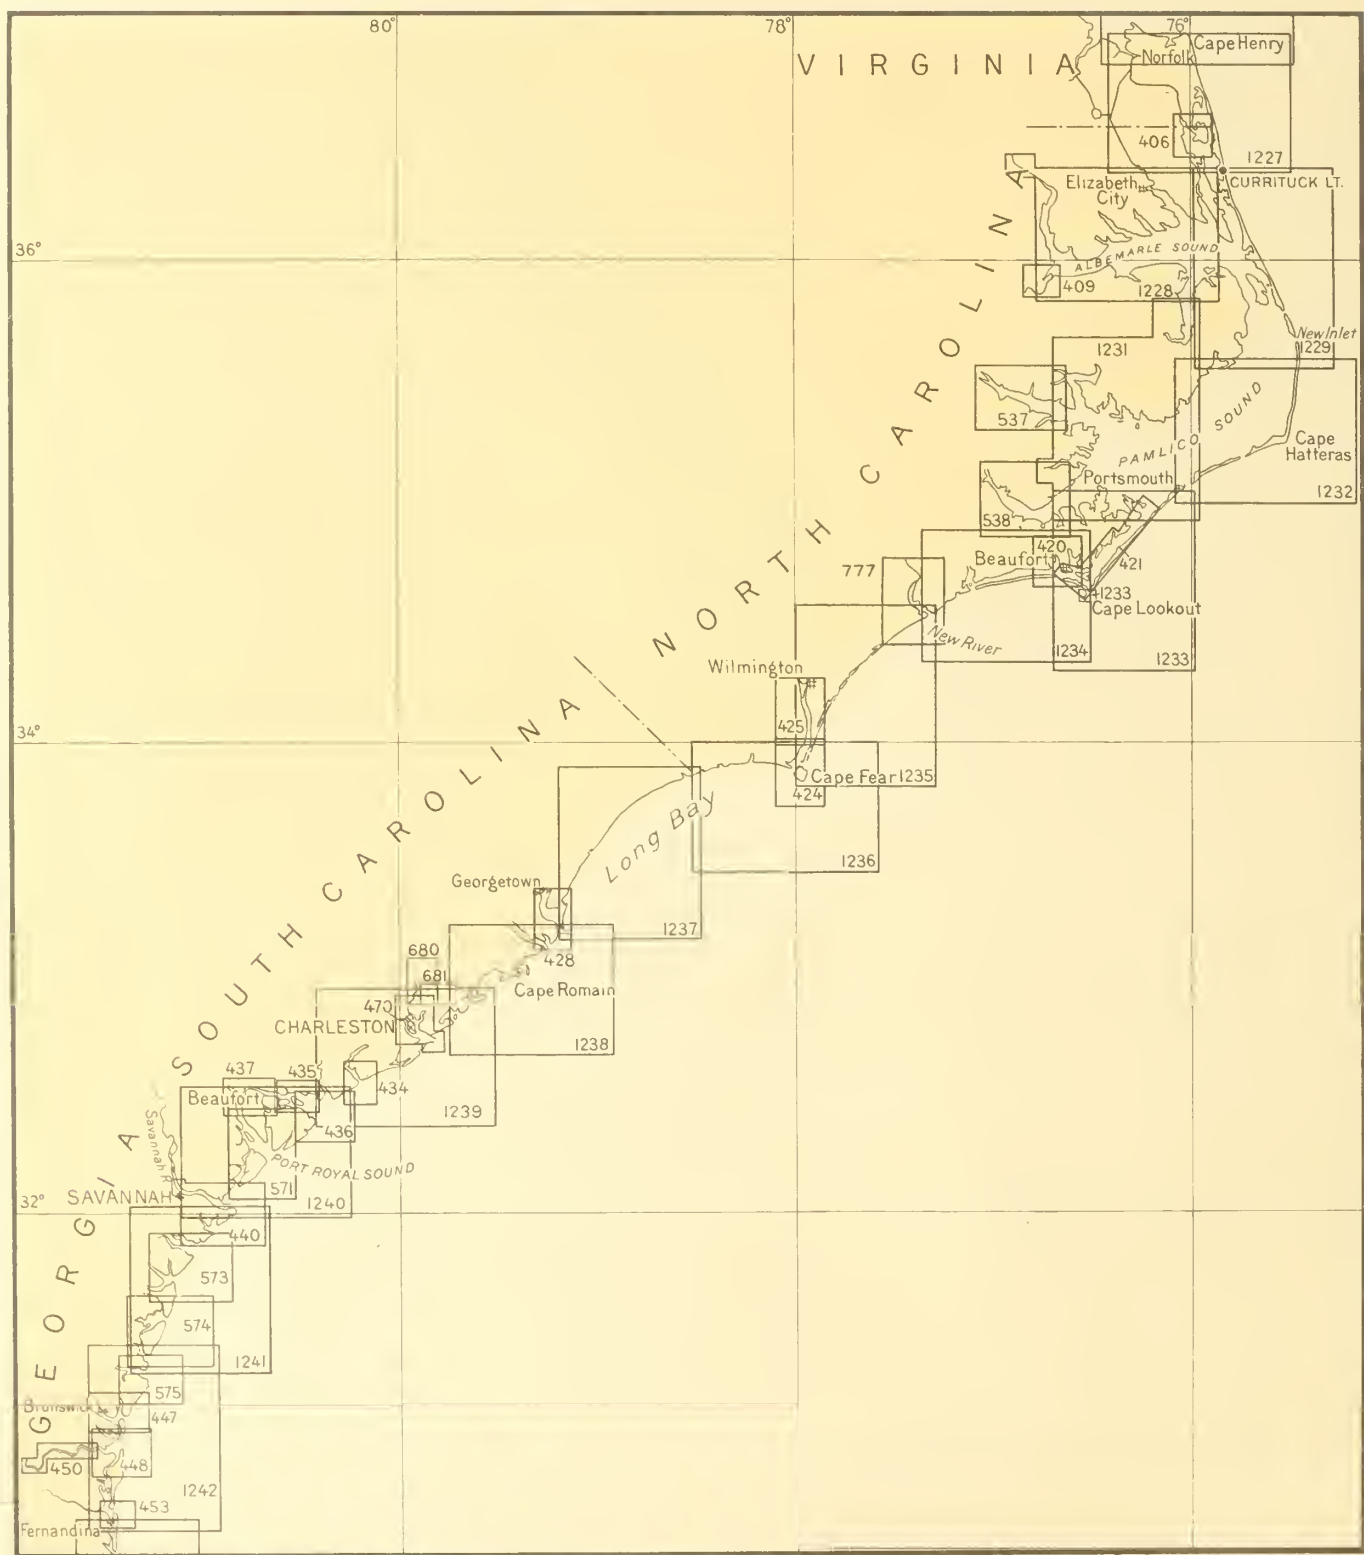 80°
78°
76°
Cape Henry
Norfolk
VIRGINIA
406
1227
CURRITUCK LT.
Elizabeth
City
36°
ALBEMARLE SOUND
409
1228
New Inlet
1229
1231
537
PAMLICO SOUND
Cape
Hatteras
Portsmouth
1232
538
420
Beaufort
421
777
1233
Cape Lookout
New River
1234
1233
NORTH CAROLINA
Wilmington
425
34°
Cape Fear
1235
424
Long Bay
1236
Georgetown
1237
428
Cape Romain
680
681
470
CHARLESTON
1238
SOUTH CAROLINA
437
435
434
Beaufort
1239
436
Savannah R.
PORT ROYAL SOUND
571
SAVANNAH
32°
1240
440
573
574
1241
GEORGIA
575
Brunswick
447
450
448
1242
453
Fernandina